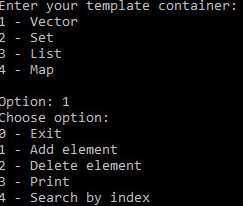 Enter your template container:
1 - Vector
2 - Set
3 - List
4 - Map
Option: 1
Choose option:
0 - Exit
1 - Add element
2 - Delete element
3 - Print
4 - Search by index